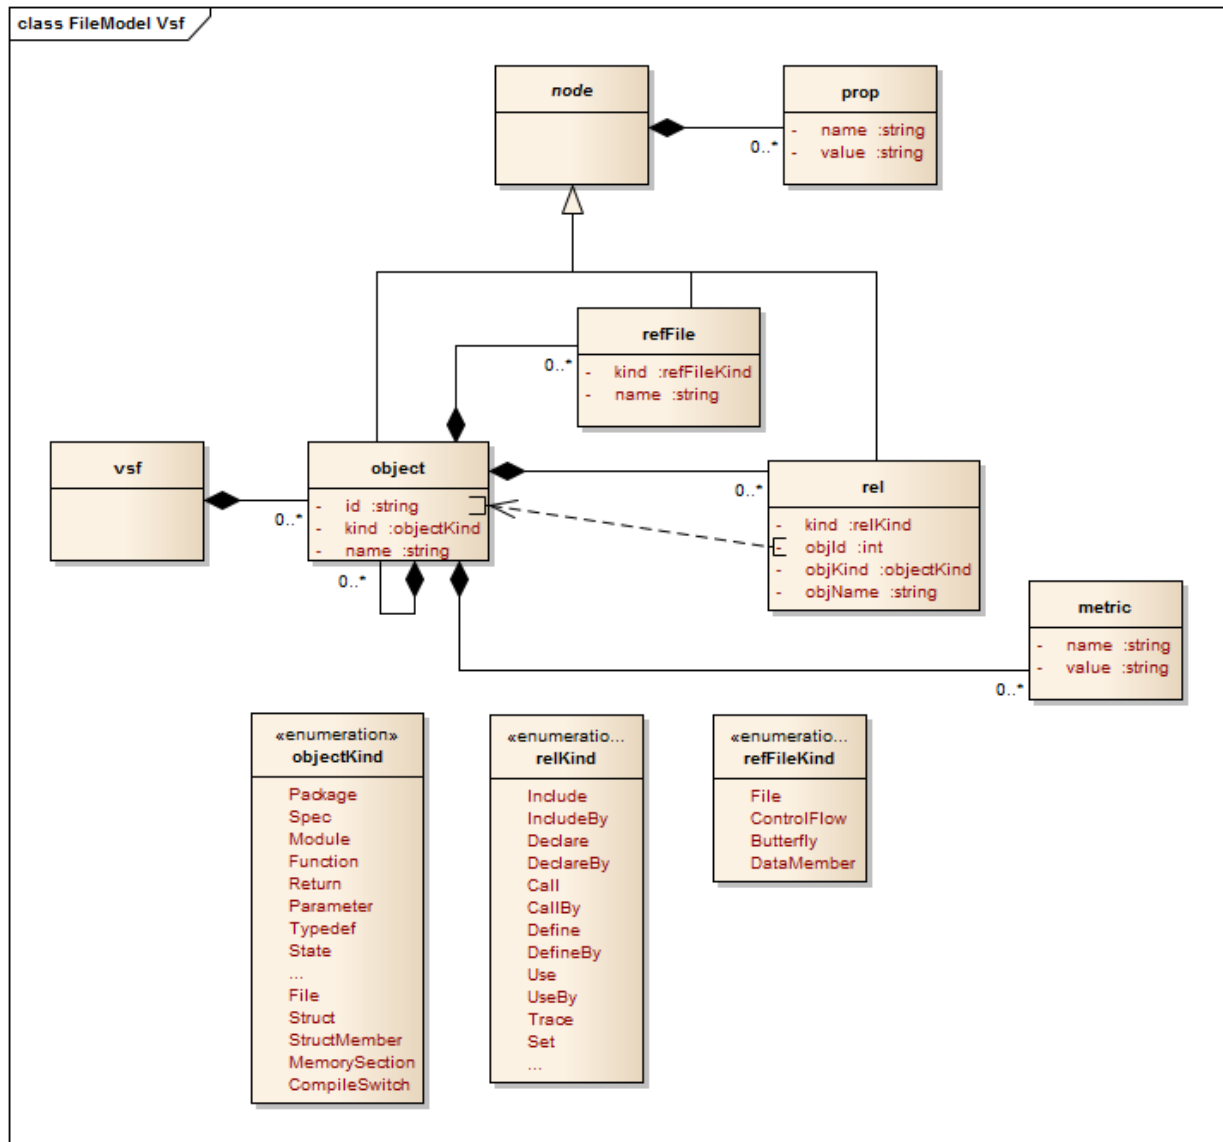 class FileModel Vsf
node
prop
- name :string
- value :string
0..*
refFile
- kind :refFileKind
- name :string
0..*
vsf
0..*
object
- id :string
- kind :objectKind
- name :string
0..*
0..*
rel
- kind :relKind
- objId :int
- objKind :objectKind
- objName :string
metric
- name :string
- value :string
0..*
«enumeration»
objectKind
Package
Spec
Module
Function
Return
Parameter
Typedef
State
...
File
Struct
StructMember
MemorySection
CompileSwitch
«enumeratio...
relKind
Include
IncludeBy
Declare
DeclareBy
Call
CallBy
Define
DefineBy
Use
UseBy
Trace
Set
...
«enumeratio...
refFileKind
File
ControlFlow
Butterfly
DataMember